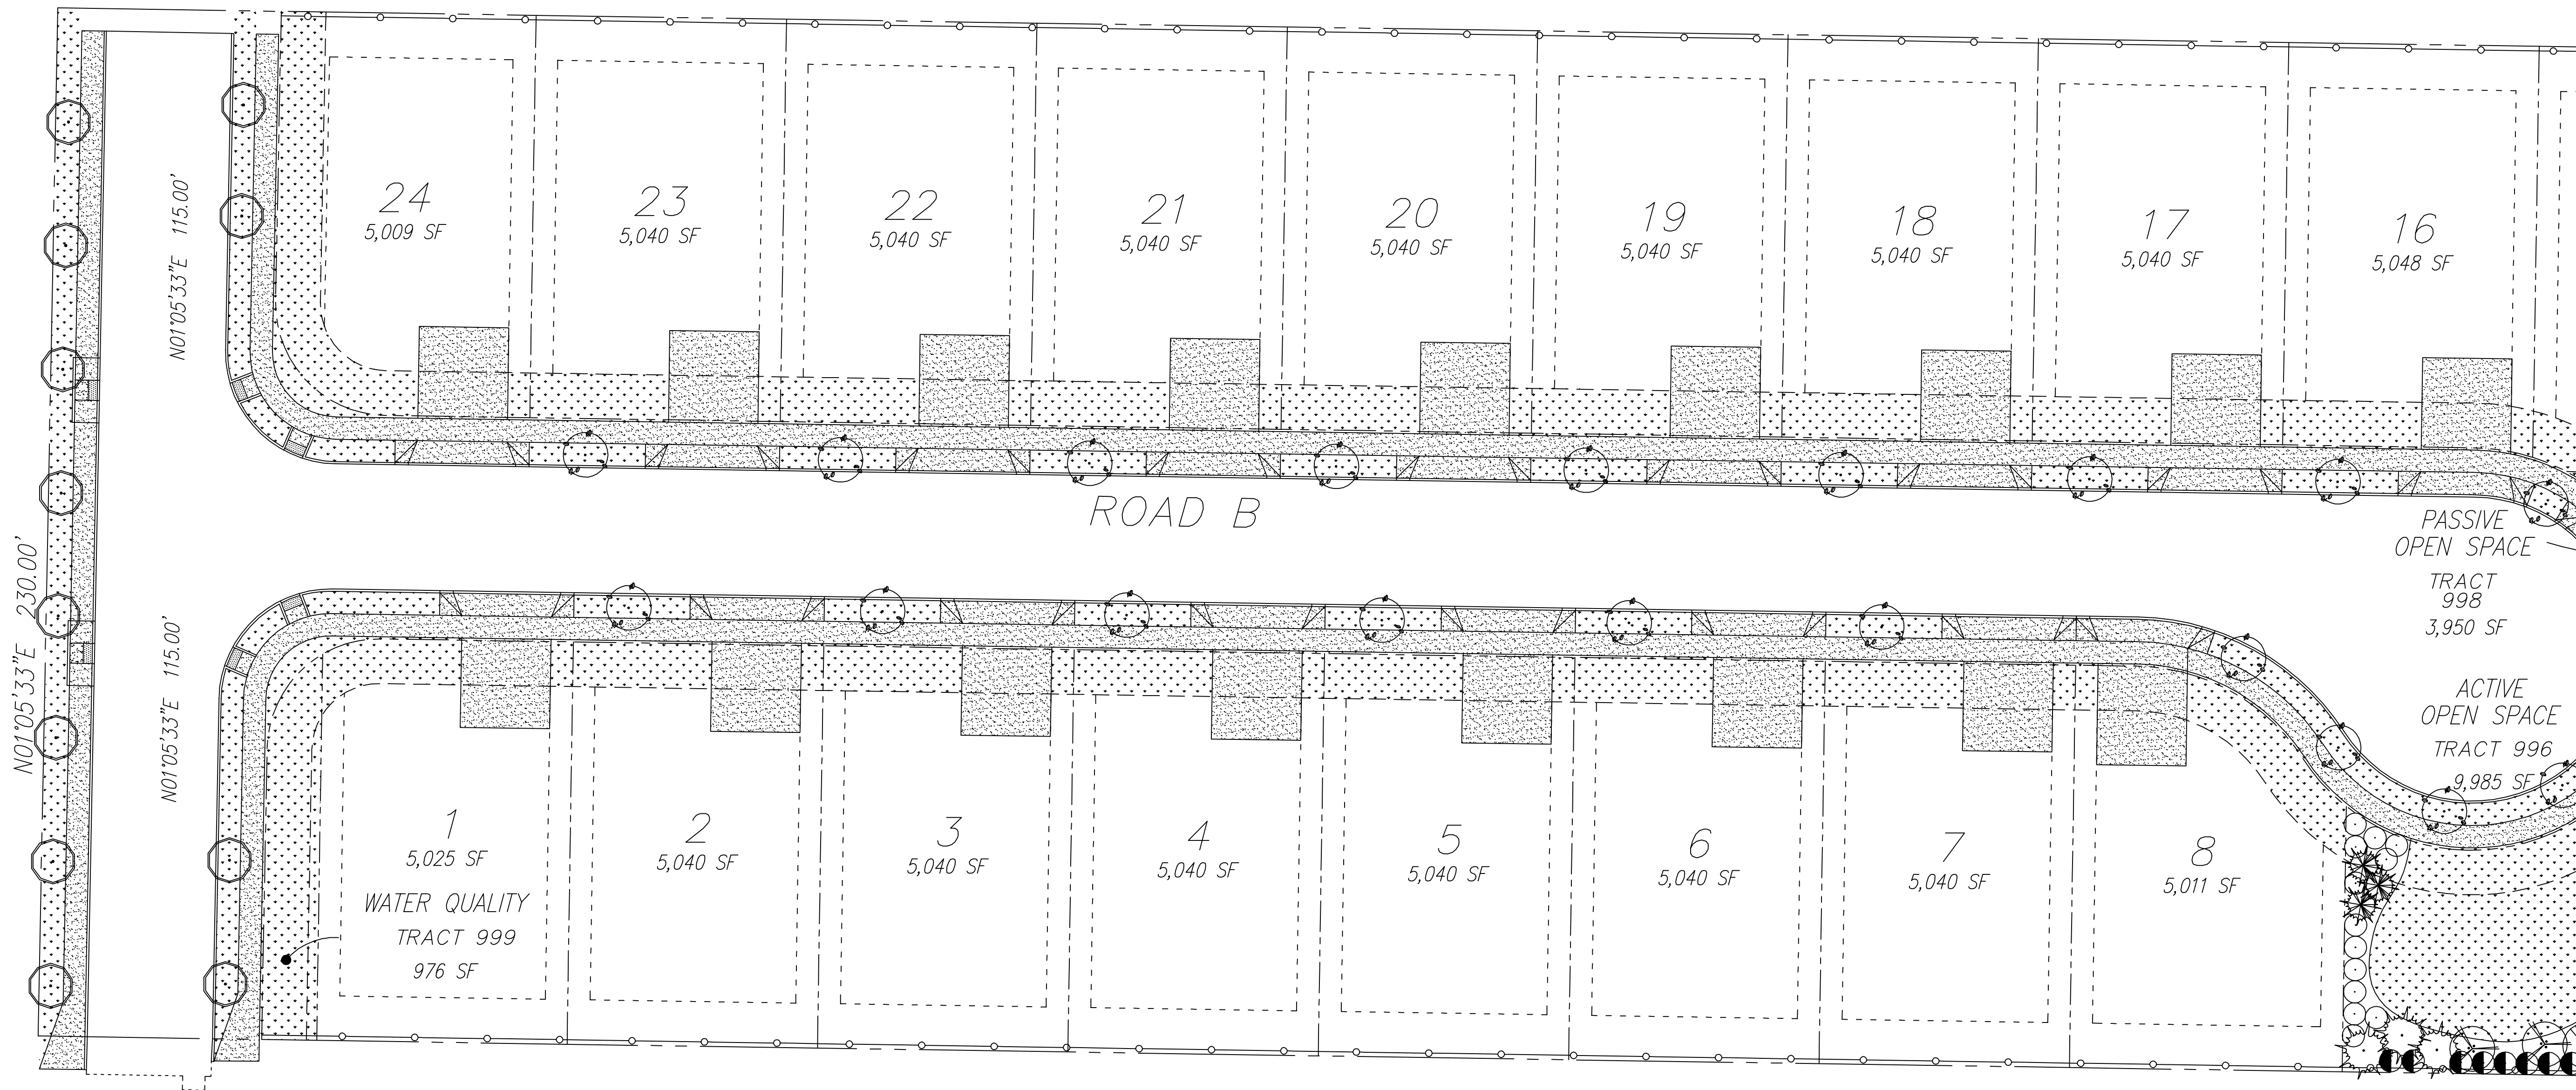 24
5,009 SF
23
5,040 SF
22
5,040 SF
21
5,040 SF
20
5,040 SF
19
5,040 SF
18
5,040 SF
17
5,040 SF
16
5,048 SF
N01°05'33"E 115.00'
N01°05'33"E 230.00'
N01°05'33"E 115.00'
ROAD B
PASSIVE
OPEN SPACE
TRACT
998
3,950 SF
ACTIVE
OPEN SPACE
TRACT 996
9,985 SF
1
5,025 SF
WATER QUALITY
TRACT 999
976 SF
2
5,040 SF
3
5,040 SF
4
5,040 SF
5
5,040 SF
6
5,040 SF
7
5,040 SF
8
5,011 SF